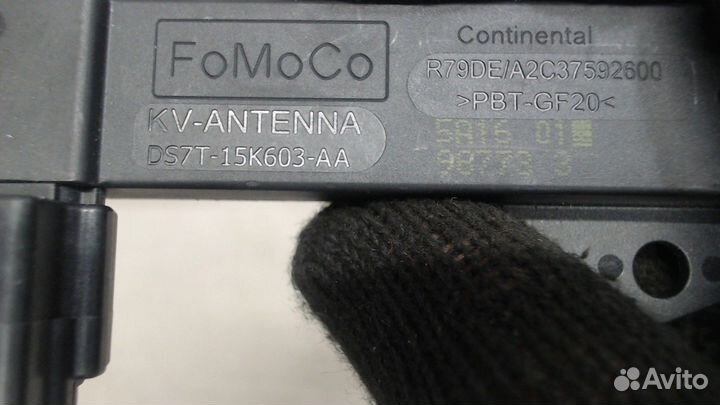 FoMoCo
KV-ANTENNA
DS7T-15K603-AA
Continental
R79DE/A2C37592600
>PBT-GF20<
Avito